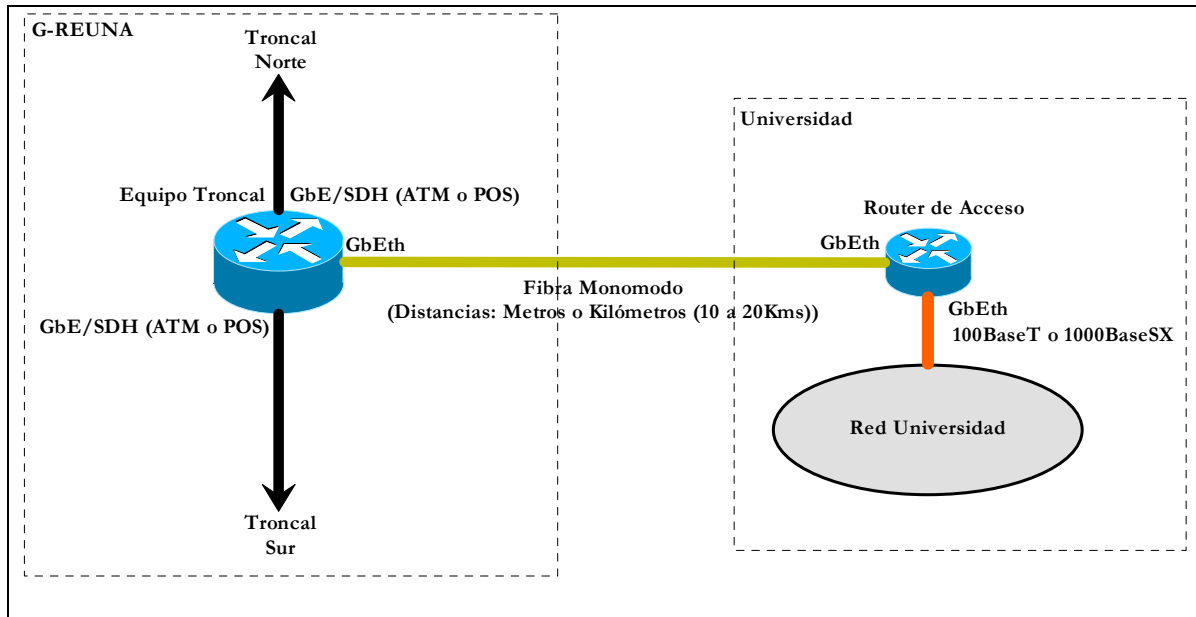 G-REUNA
Troncal
Norte
Equipo Troncal
GbE/SDH (ATM o POS)
GbEth
GbE/SDH (ATM o POS)
Troncal
Sur
Fibra Monomodo
(Distancias: Metros o Kilómetros (10 a 20Kms))
Universidad
Router de Acceso
GbEth
GbEth
100BaseT o 1000BaseSX
Red Universidad